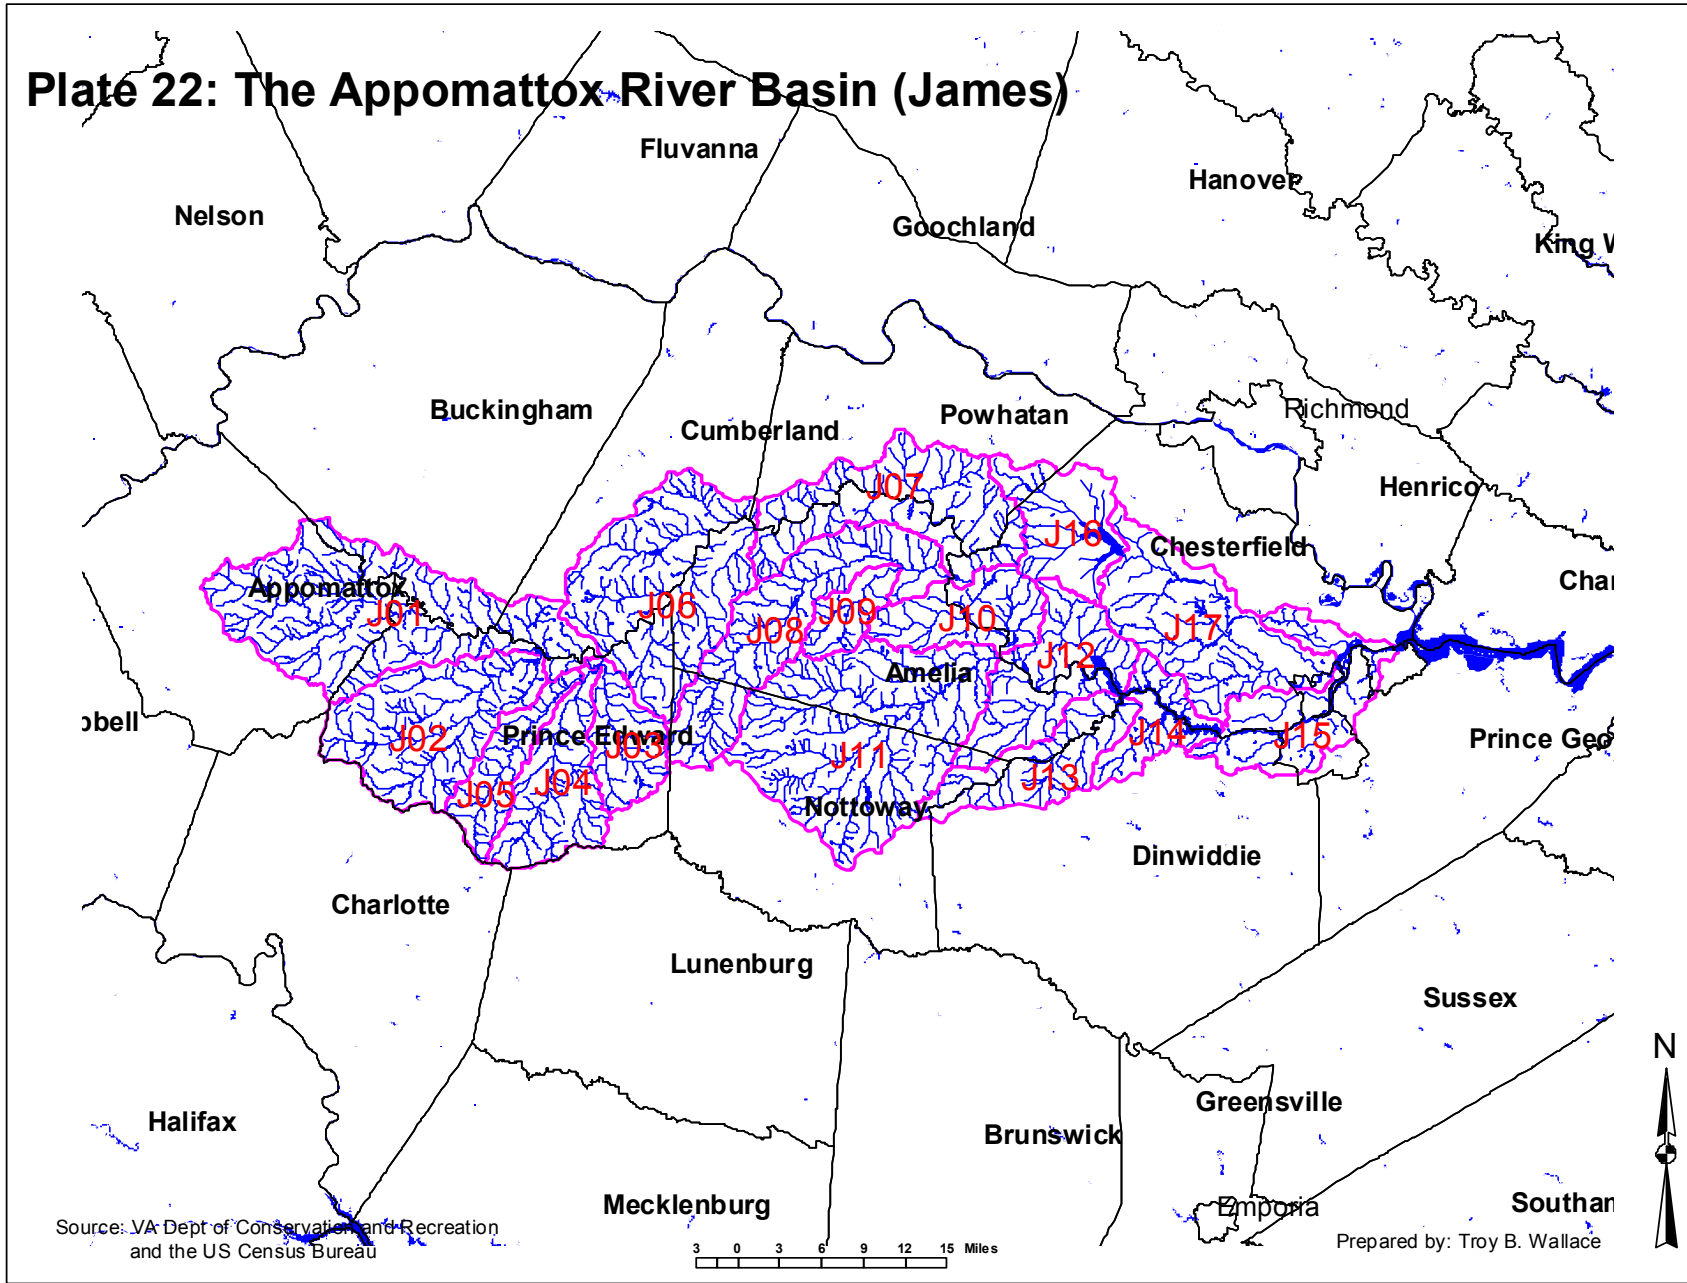 Plate 22: The Appomattox River Basin (James)
Fluvanna
Hanover
Nelson
Goochland
King W
Buckingham
Cumberland
Powhatan
Richmond
Henrico
J07
J16
Chesterfield
Char
Appomattox
J01
J06
J08
J09
J10
J17
J12
Amelia
bbell
J02
Prince Edward
J03
J11
J14
J15
Prince Geo
J05
J04
J13
Nottoway
Dinwiddie
Charlotte
Lunenburg
Sussex
N
Halifax
Greensville
Brunswick
Mecklenburg
Emporia
Southan
Source: VA Dept of Conservation and Recreation
and the US Census Bureau
Prepared by: Troy B. Wallace
3 0 3 6 9 12 15 Miles